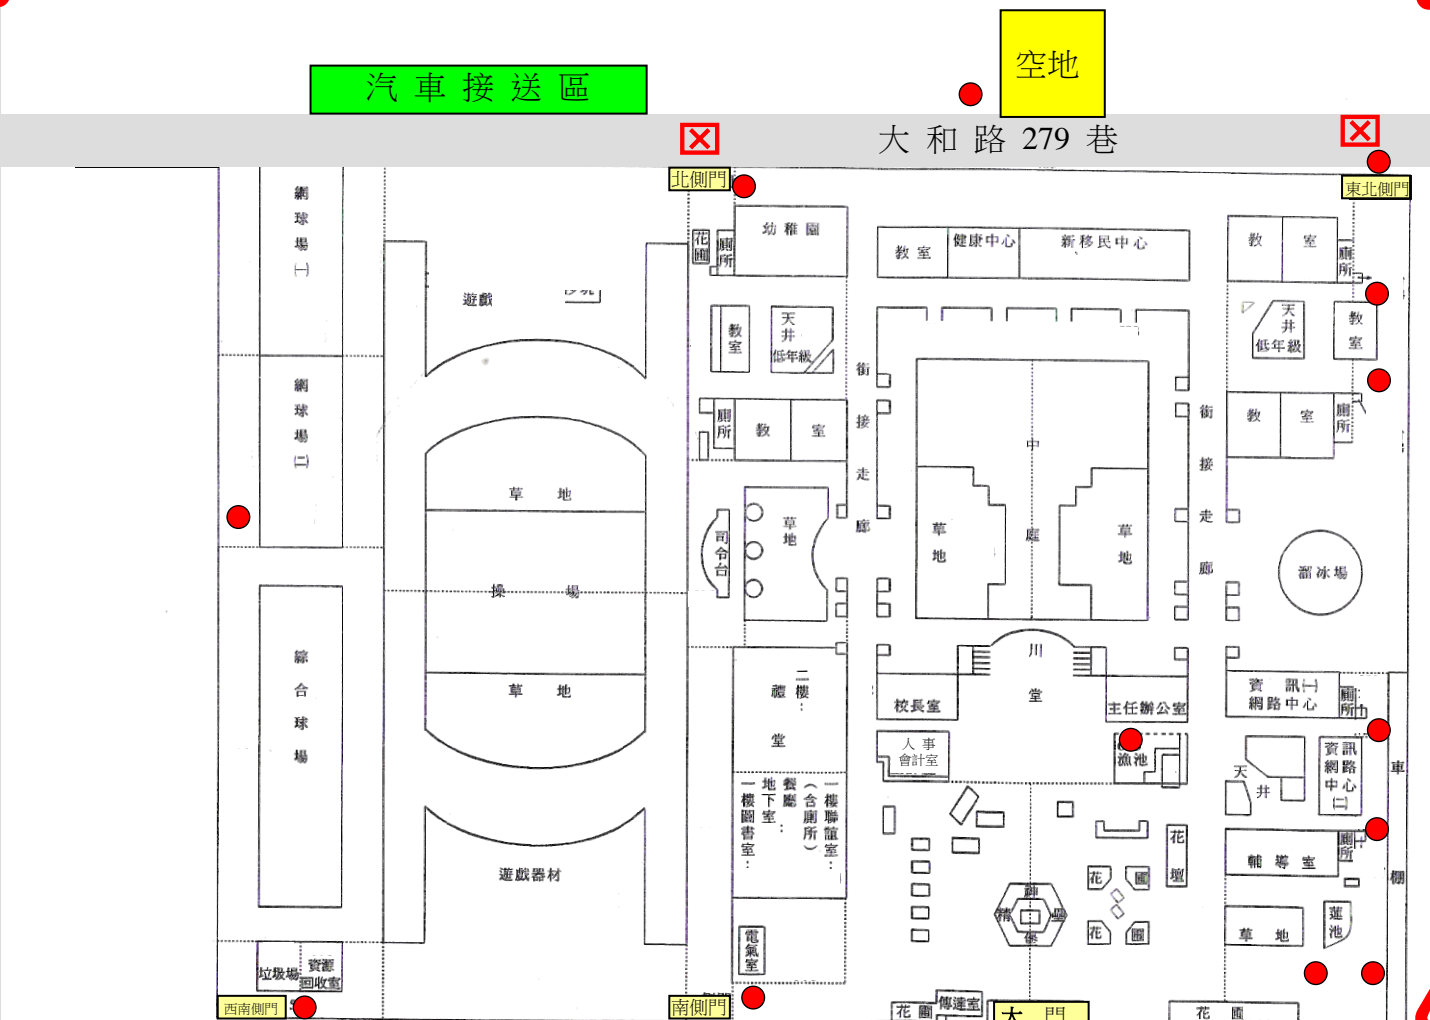 空地
汽車接送區
大和路 279 巷
北側門
東北側門
網球場(一)
花圃
廁所
幼稚園
教室
健康中心
新移民中心
教室
廁所
遊戲
教室
天井
低年級
天井
低年級
教室
網球場(二)
銜接走廊
銜接走廊
廁所
教室
教室
廁所
中庭
草地
草地
司令台
草地
草地
操場
溜冰場
綜合球場
草地
二樓：
禮堂
川堂
校長室
主任辦公室
資訊(一)
網路中心
廁所
人事
會計室
漁池
天井
資訊
網路
中心
(二)
車棚
一樓聯誼室：
（含廁所）
餐廳：
地下室
一樓圖書室：
花壇
輔導室
廁所
遊戲器材
花圃
精神堡壘
花圃
草地
蓮池
電氣室
垃圾場
資源
回收室
西南側門
南側門
花圃
傳達室
大門
花圃